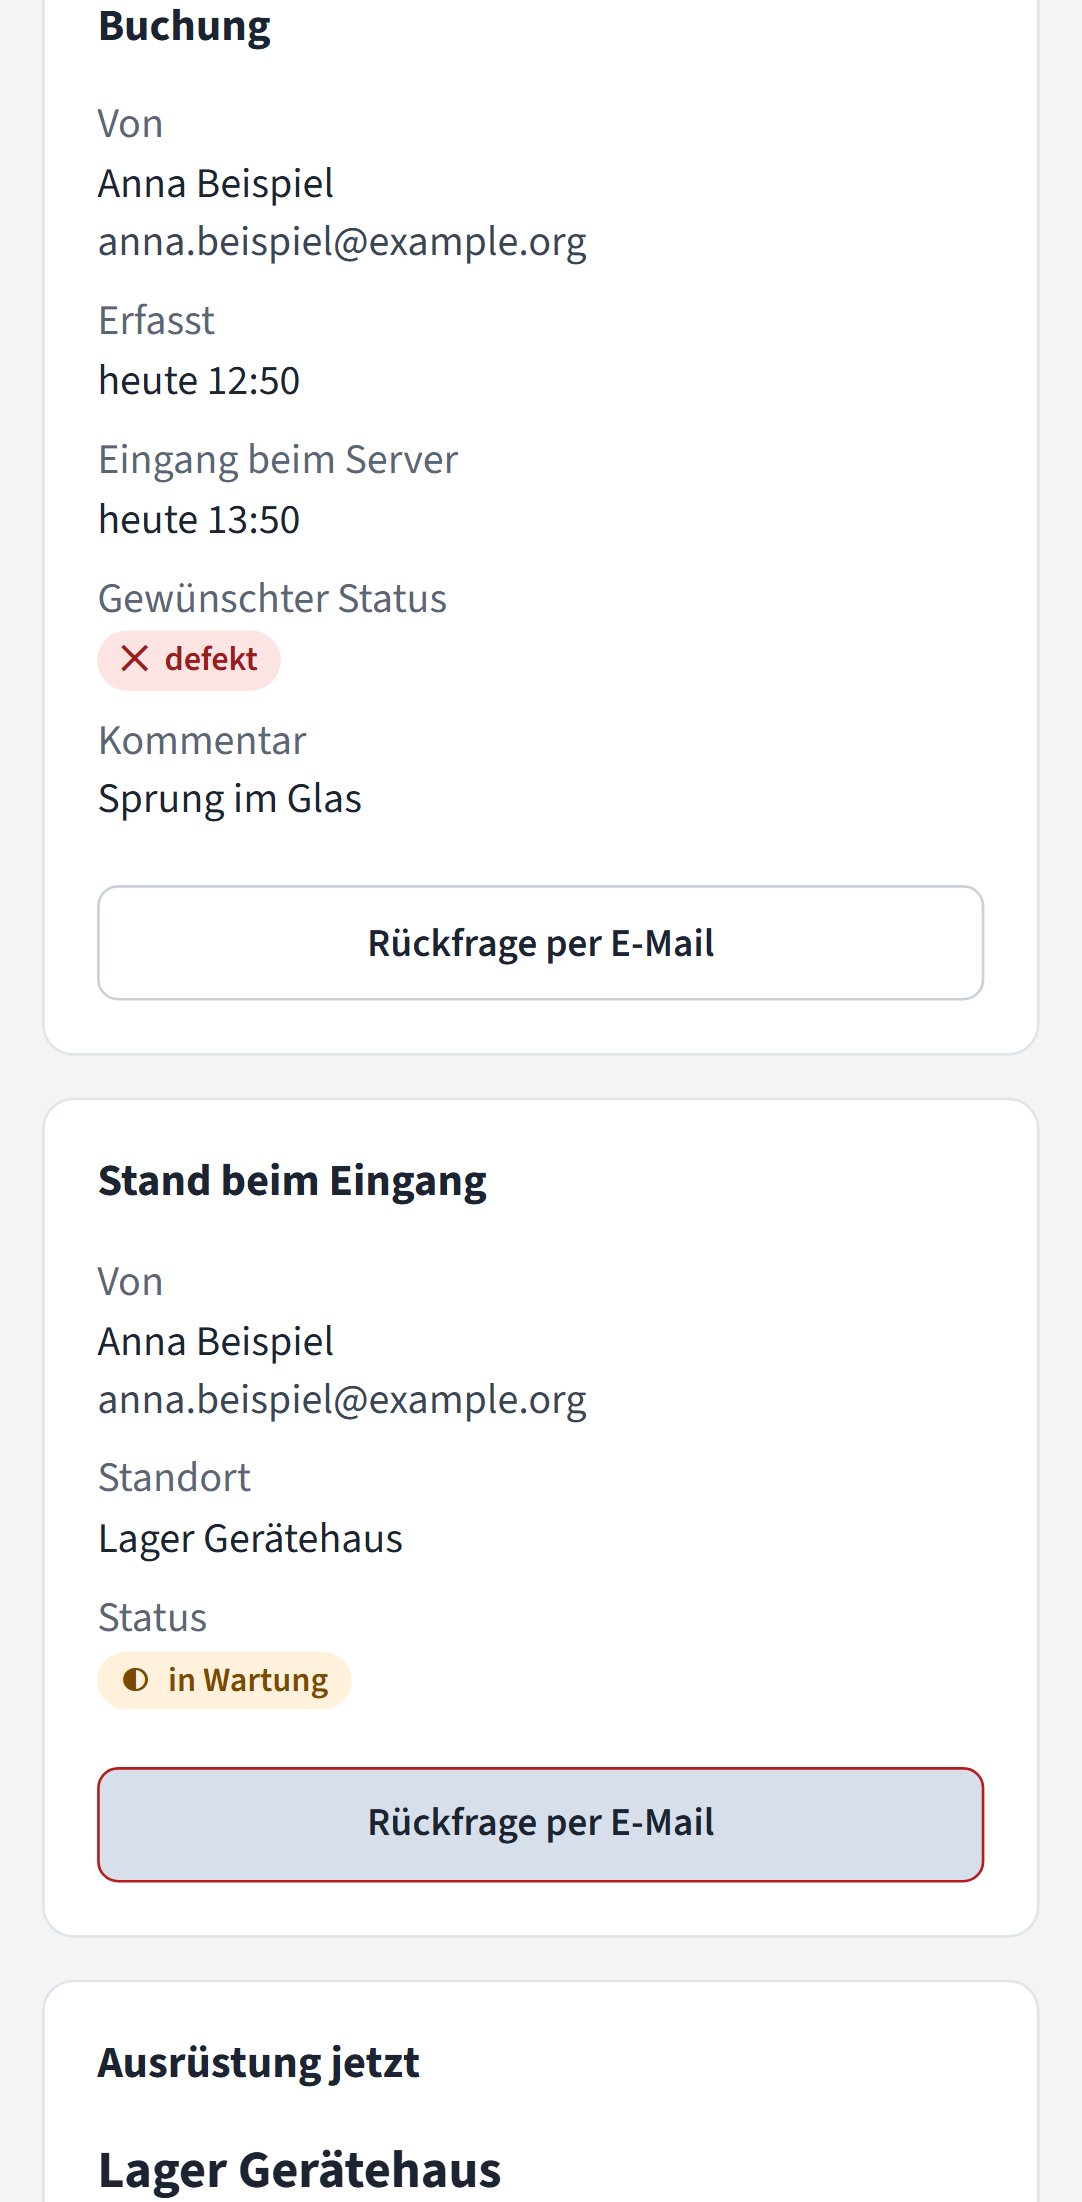 Buchung
Von
Anna Beispiel
anna.beispiel@example.org
Erfasst
heute 12:50
Eingang beim Server
heute 13:50
Gewünschter Status
defekt
Kommentar
Sprung im Glas
Rückfrage per E-Mail
Stand beim Eingang
Von
Anna Beispiel
anna.beispiel@example.org
Standort
Lager Gerätehaus
Status
in Wartung
Rückfrage per E-Mail
Ausrüstung jetzt
Lager Gerätehaus